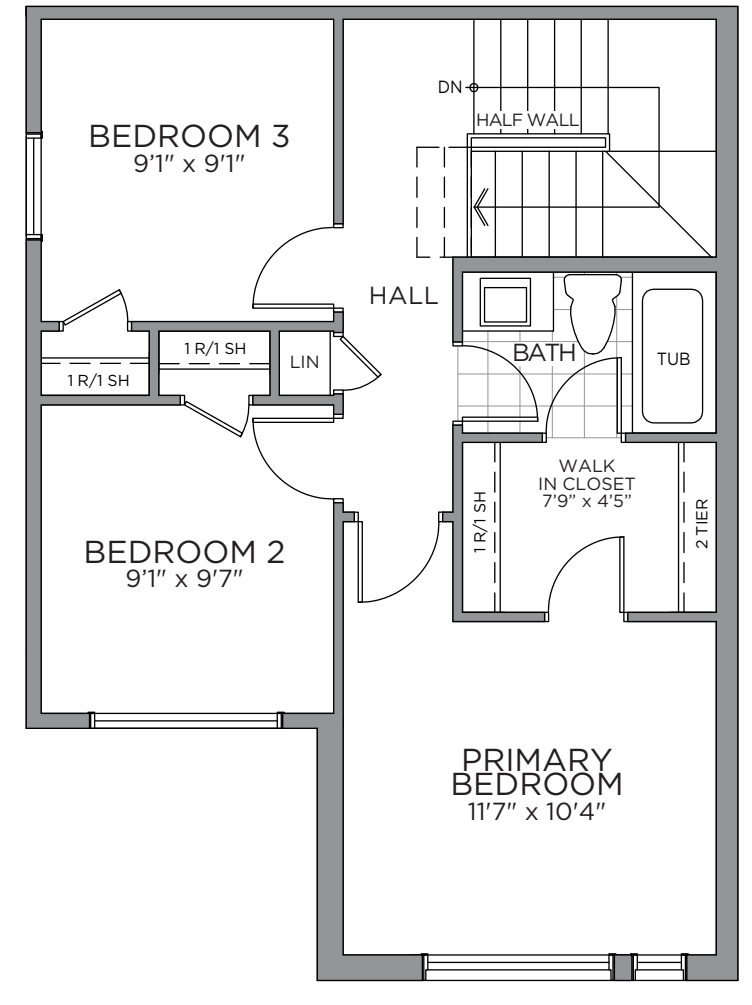 DN
HALF WALL
BEDROOM 3
9'1" x 9'1"
HALL
1 R/1 SH
1 R/1 SH
LIN
BATH
TUB
WALK
IN CLOSET
7'9" x 4'5"
1 R/1 SH
2 TIER
BEDROOM 2
9'1" x 9'7"
PRIMARY
BEDROOM
11'7" x 10'4"